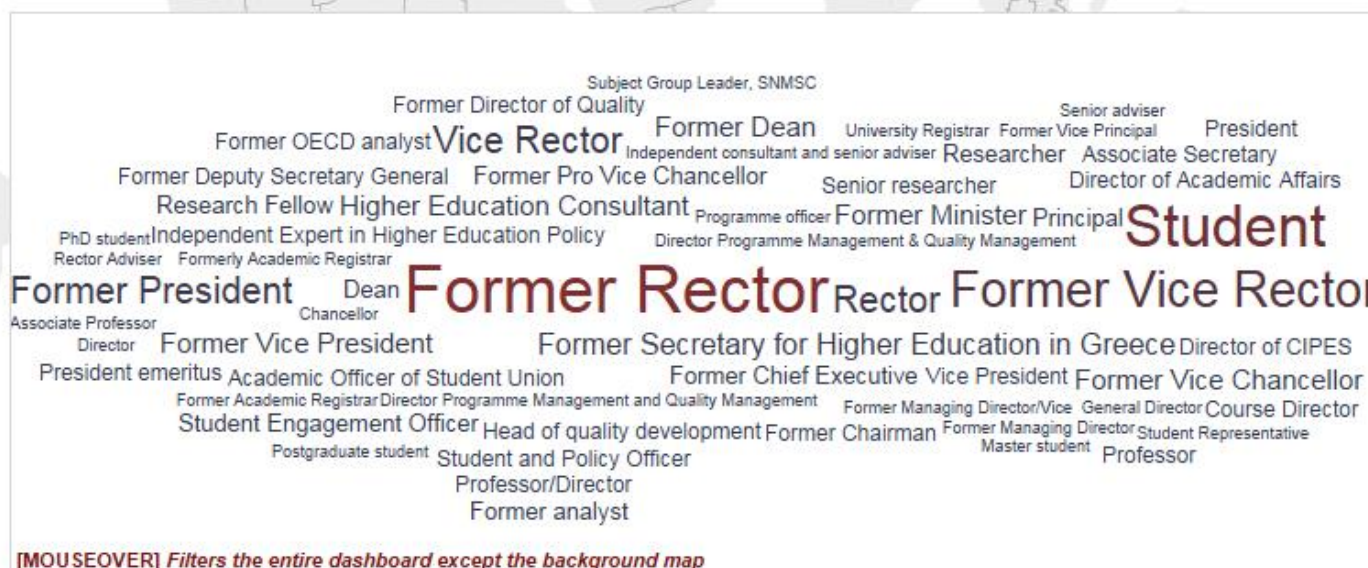 Subject Group Leader, SNMSC
Former Director of Quality
Senior adviser
Former OECD analyst Vice Rector Former Dean University Registrar Former Vice Principal President
Independent consultant and senior adviser Researcher Associate Secretary
Former Deputy Secretary General Former Pro Vice Chancellor Senior researcher Director of Academic Affairs
Research Fellow Higher Education Consultant Programme officer Former Minister Principal Student
PhD student Independent Expert in Higher Education Policy Director Programme Management & Quality Management
Rector Adviser Formerly Academic Registrar
Former President Dean Former Rector Rector Former Vice Rector
Chancellor
Associate Professor
Director Former Vice President Former Secretary for Higher Education in Greece Director of CIPES
President emeritus Academic Officer of Student Union Former Chief Executive Vice President Former Vice Chancellor
Former Academic Registrar Director Programme Management and Quality Management Former Managing Director/Vice General Director Course Director
Student Engagement Officer Head of quality development Former Chairman Former Managing Director Student Representative
Postgraduate student Student and Policy Officer Master student Professor
Professor/Director
Former analyst
[MOUSEOVER] Filters the entire dashboard except the background map